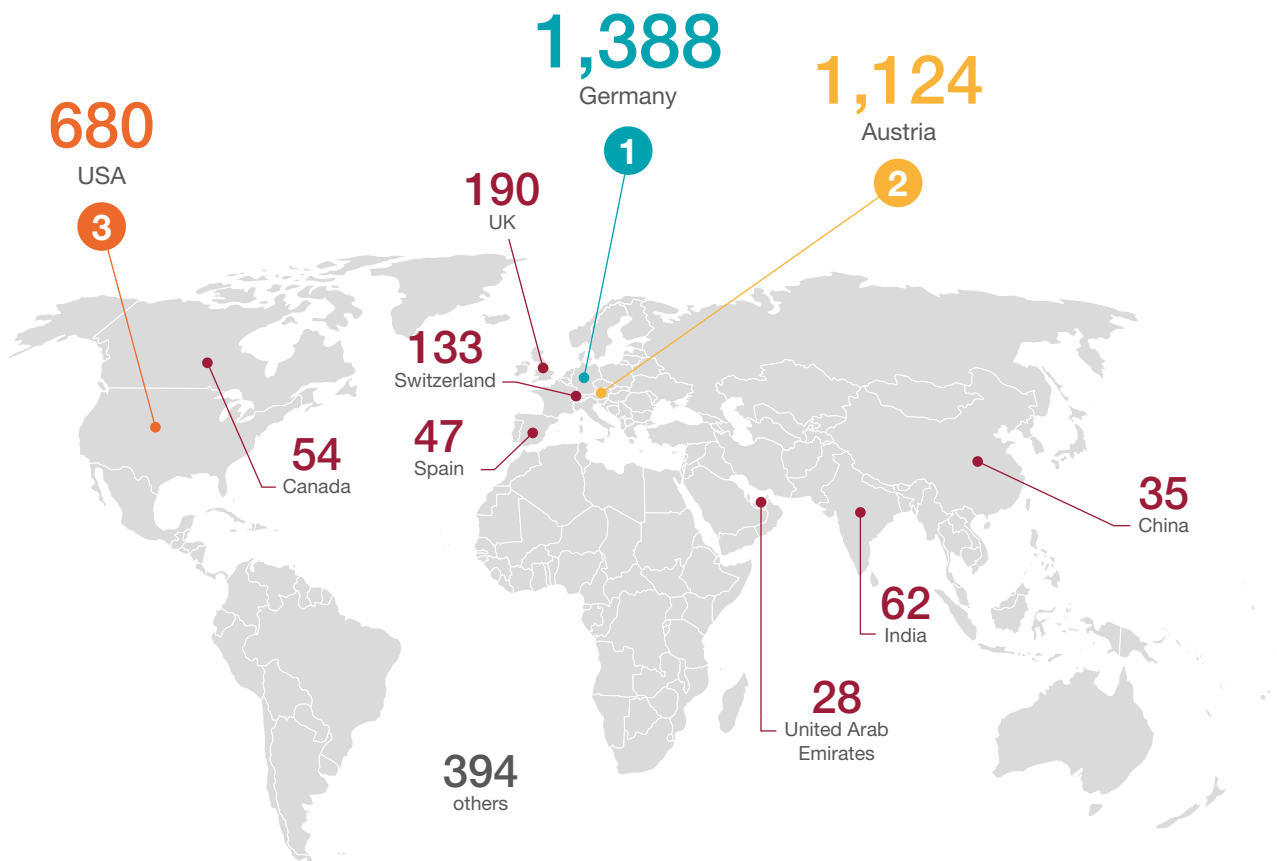 1,388
Germany
1
1,124
Austria
2
680
USA
3
190
UK
133
Switzerland
47
Spain
54
Canada
35
China
62
India
28
United Arab
Emirates
394
others